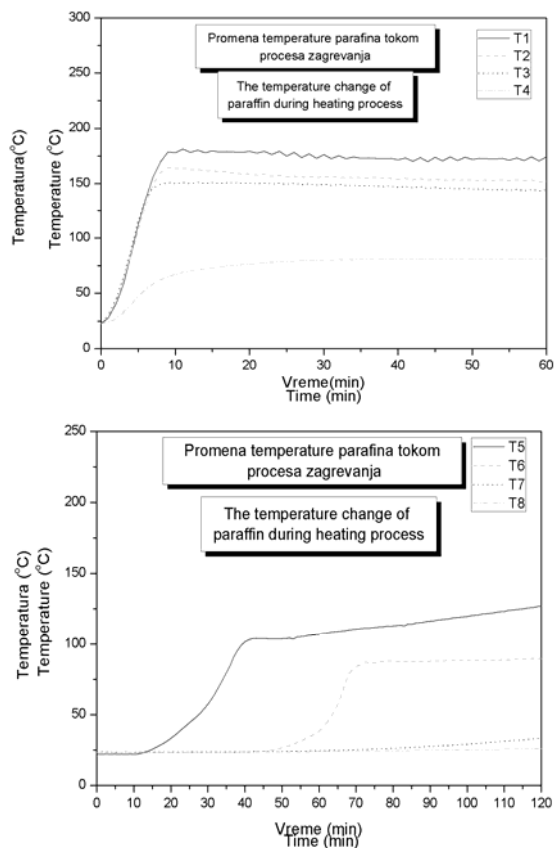 300
250
200
150
100
50
0
Temperatura(°C)
Temperature (°C)
Promena temperature parafina tokom
procesa zagrevanja
The temperature change of
paraffin during heating process
T1
T2
T3
T4
0 10 20 30 40 50 60
Vreme(min)
Time (min)
250
200
150
100
50
0
Temperatura (°C)
Temperature (°C)
Promena temperature parafina tokom
procesa zagrevanja
The temperature change of
paraffin during heating process
T5
T6
T7
T8
0 10 20 30 40 50 60 70 80 90 100 110 120
Vreme (min)
Time (min)